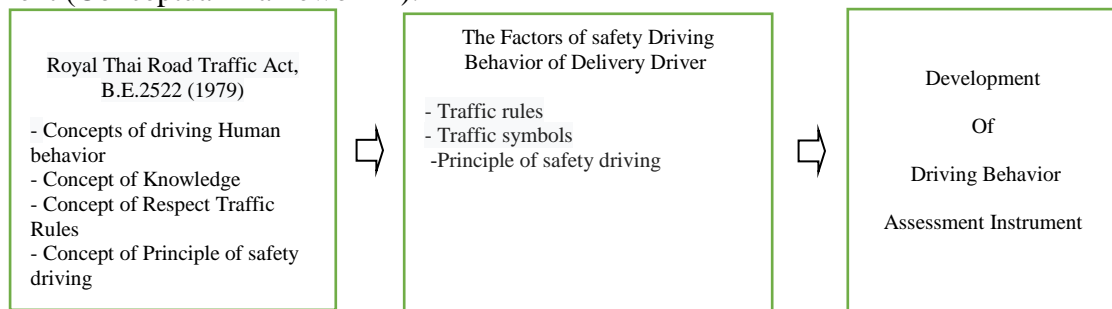 Royal Thai Road Traffic Act,
B.E.2522 (1979)
- Concepts of driving Human
behavior
- Concept of Knowledge
- Concept of Respect Traffic
Rules
- Concept of Principle of safety
driving
The Factors of safety Driving
Behavior of Delivery Driver
- Traffic rules
- Traffic symbols
-Principle of safety driving
Development
Of
Driving Behavior
Assessment Instrument